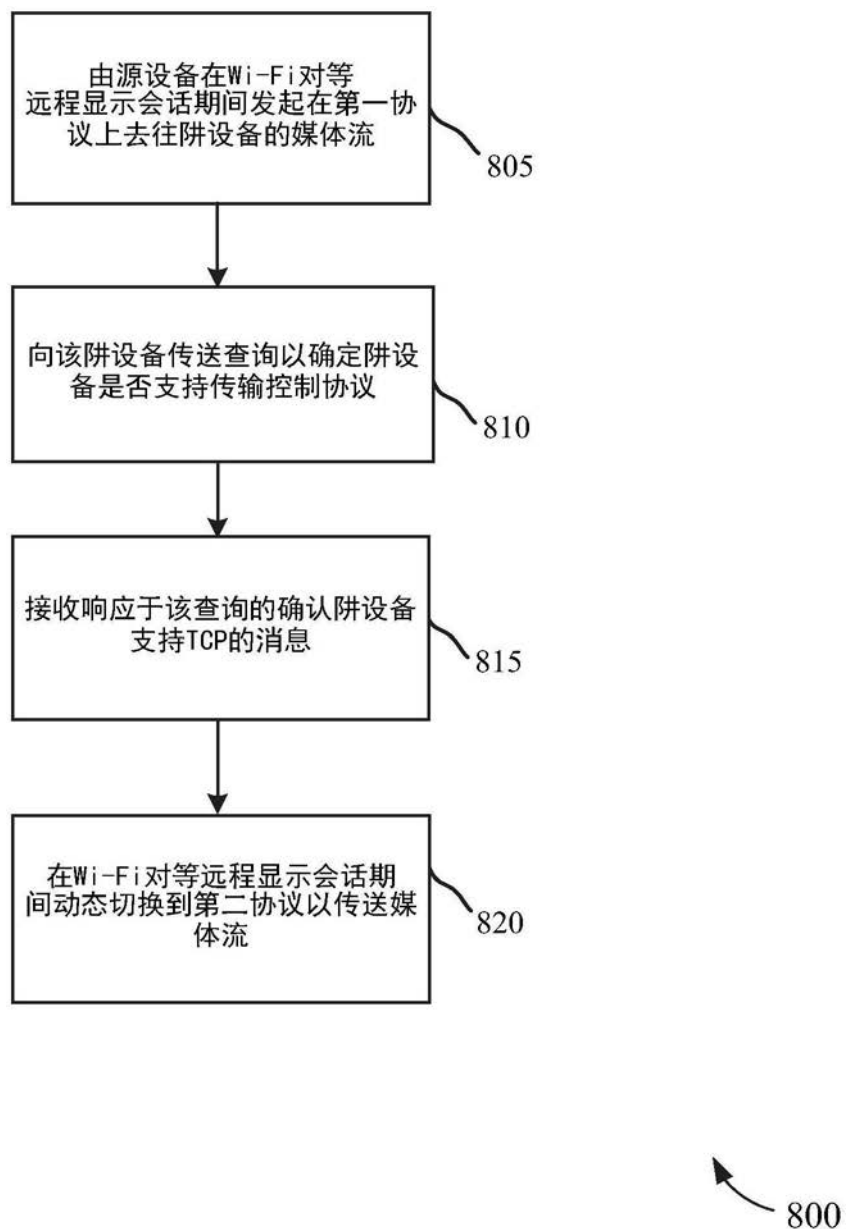 由源设备在Wi-Fi对等
远程显示会话期间发起在第一协
议上去往阱设备的媒体流
805
向该阱设备传送查询以确定阱设
备是否支持传输控制协议
810
接收响应于该查询的确认阱设备
支持TCP的消息
815
在Wi-Fi对等远程显示会话期
间动态切换到第二协议以传送媒
体流
820
800